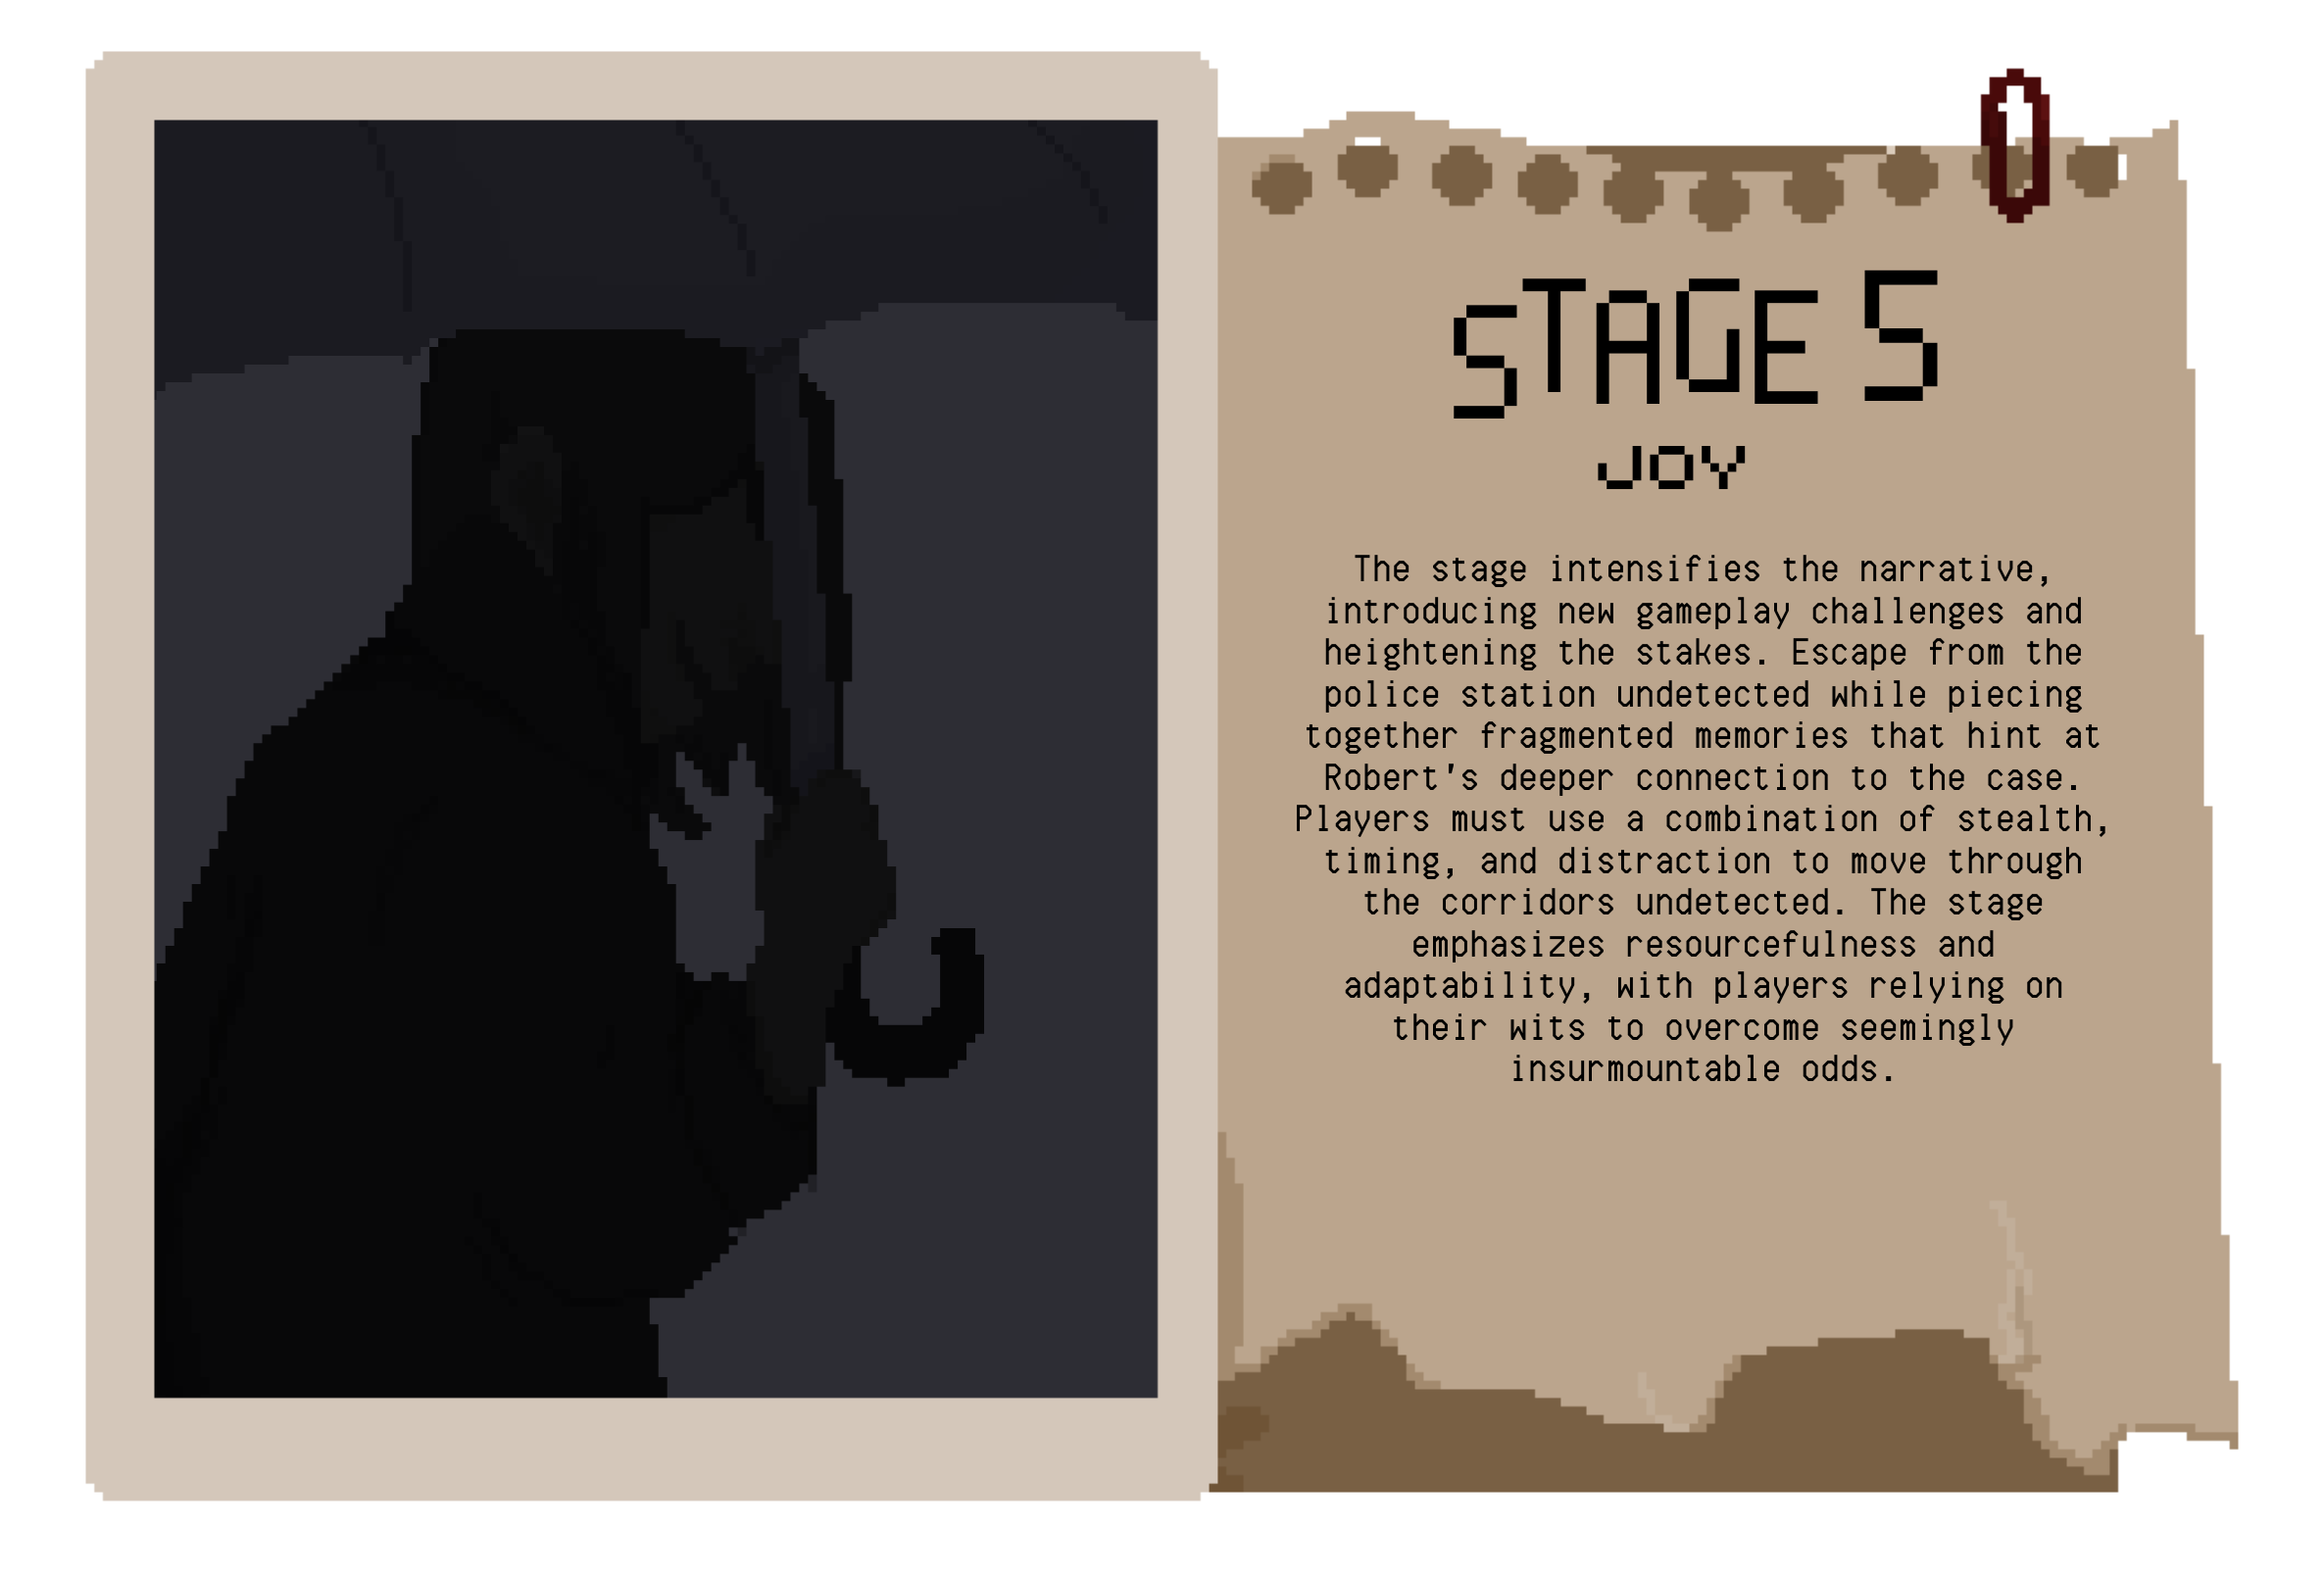 STAGE 5
JOY
The stage intensifies the narrative,
introducing new gameplay challenges and
heightening the stakes. Escape from the
police station undetected while piecing
together fragmented memories that hint at
Robert's deeper connection to the case.
Players must use a combination of stealth,
timing, and distraction to move through
the corridors undetected. The stage
emphasizes resourcefulness and
adaptability, with players relying on
their wits to overcome seemingly
insurmountable odds.